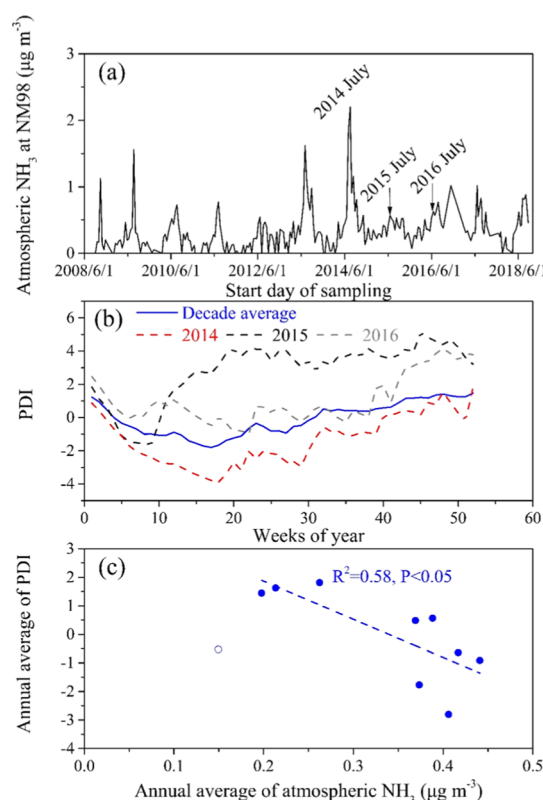 (a)
Atmospheric NH3 at NM98 (μg m-3)
3
2
1
0
2014 July
2015 July
2016 July
2008/6/1 2010/6/1 2012/6/1 2014/6/1 2016/6/1 2018/6/1
Start day of sampling
(b)
Decade average
2014 2015 2016
PDI
6
4
2
0
-2
-4
0 10 20 30 40 50 60
Weeks of year
(c)
R2=0.58, P<0.05
Annual average of PDI
3
2
1
0
-1
-2
-3
-4
0.0 0.1 0.2 0.3 0.4 0.5
Annual average of atmospheric NH3 (μg m-3)